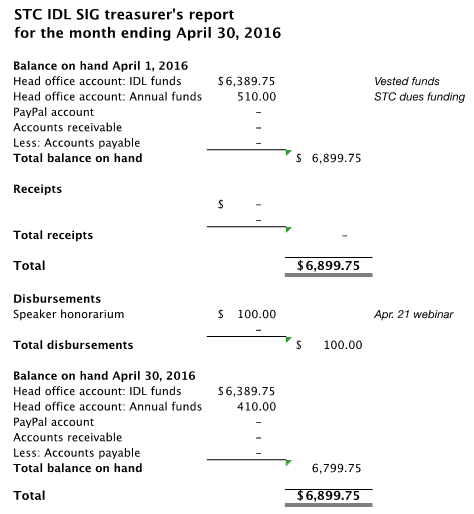 STC IDL SIG treasurer's report
for the month ending April 30, 2016
Balance on hand April 1, 2016
Head office account: IDL funds $6,389.75 Vested funds
Head office account: Annual funds 510.00 STC dues funding
PayPal account –
Accounts receivable –
Less: Accounts payable –
Total balance on hand $ 6,899.75
Receipts
$ –
–
Total receipts –
Total $6,899.75
Disbursements
Speaker honorarium $ 100.00 Apr. 21 webinar
–
Total disbursements $ 100.00
Balance on hand April 30, 2016
Head office account: IDL funds $6,389.75
Head office account: Annual funds 410.00
PayPal account –
Accounts receivable –
Less: Accounts payable –
Total balance on hand 6,799.75
Total $6,899.75